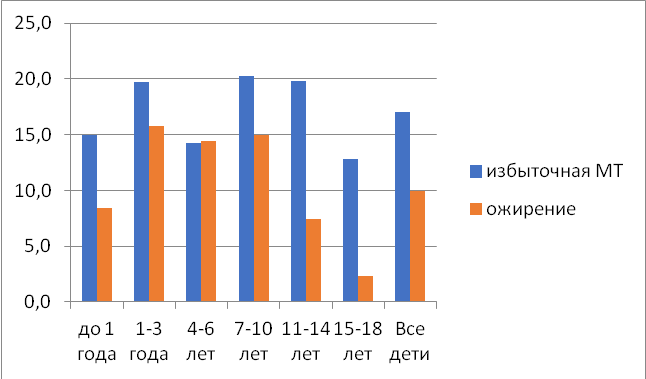 25,0
20,0
15,0
10,0
5,0
0,0
до 1 года
1-3 года
4-6 лет
7-10 лет
11-14 лет
15-18 лет
Все дети
избыточная МТ
ожирение